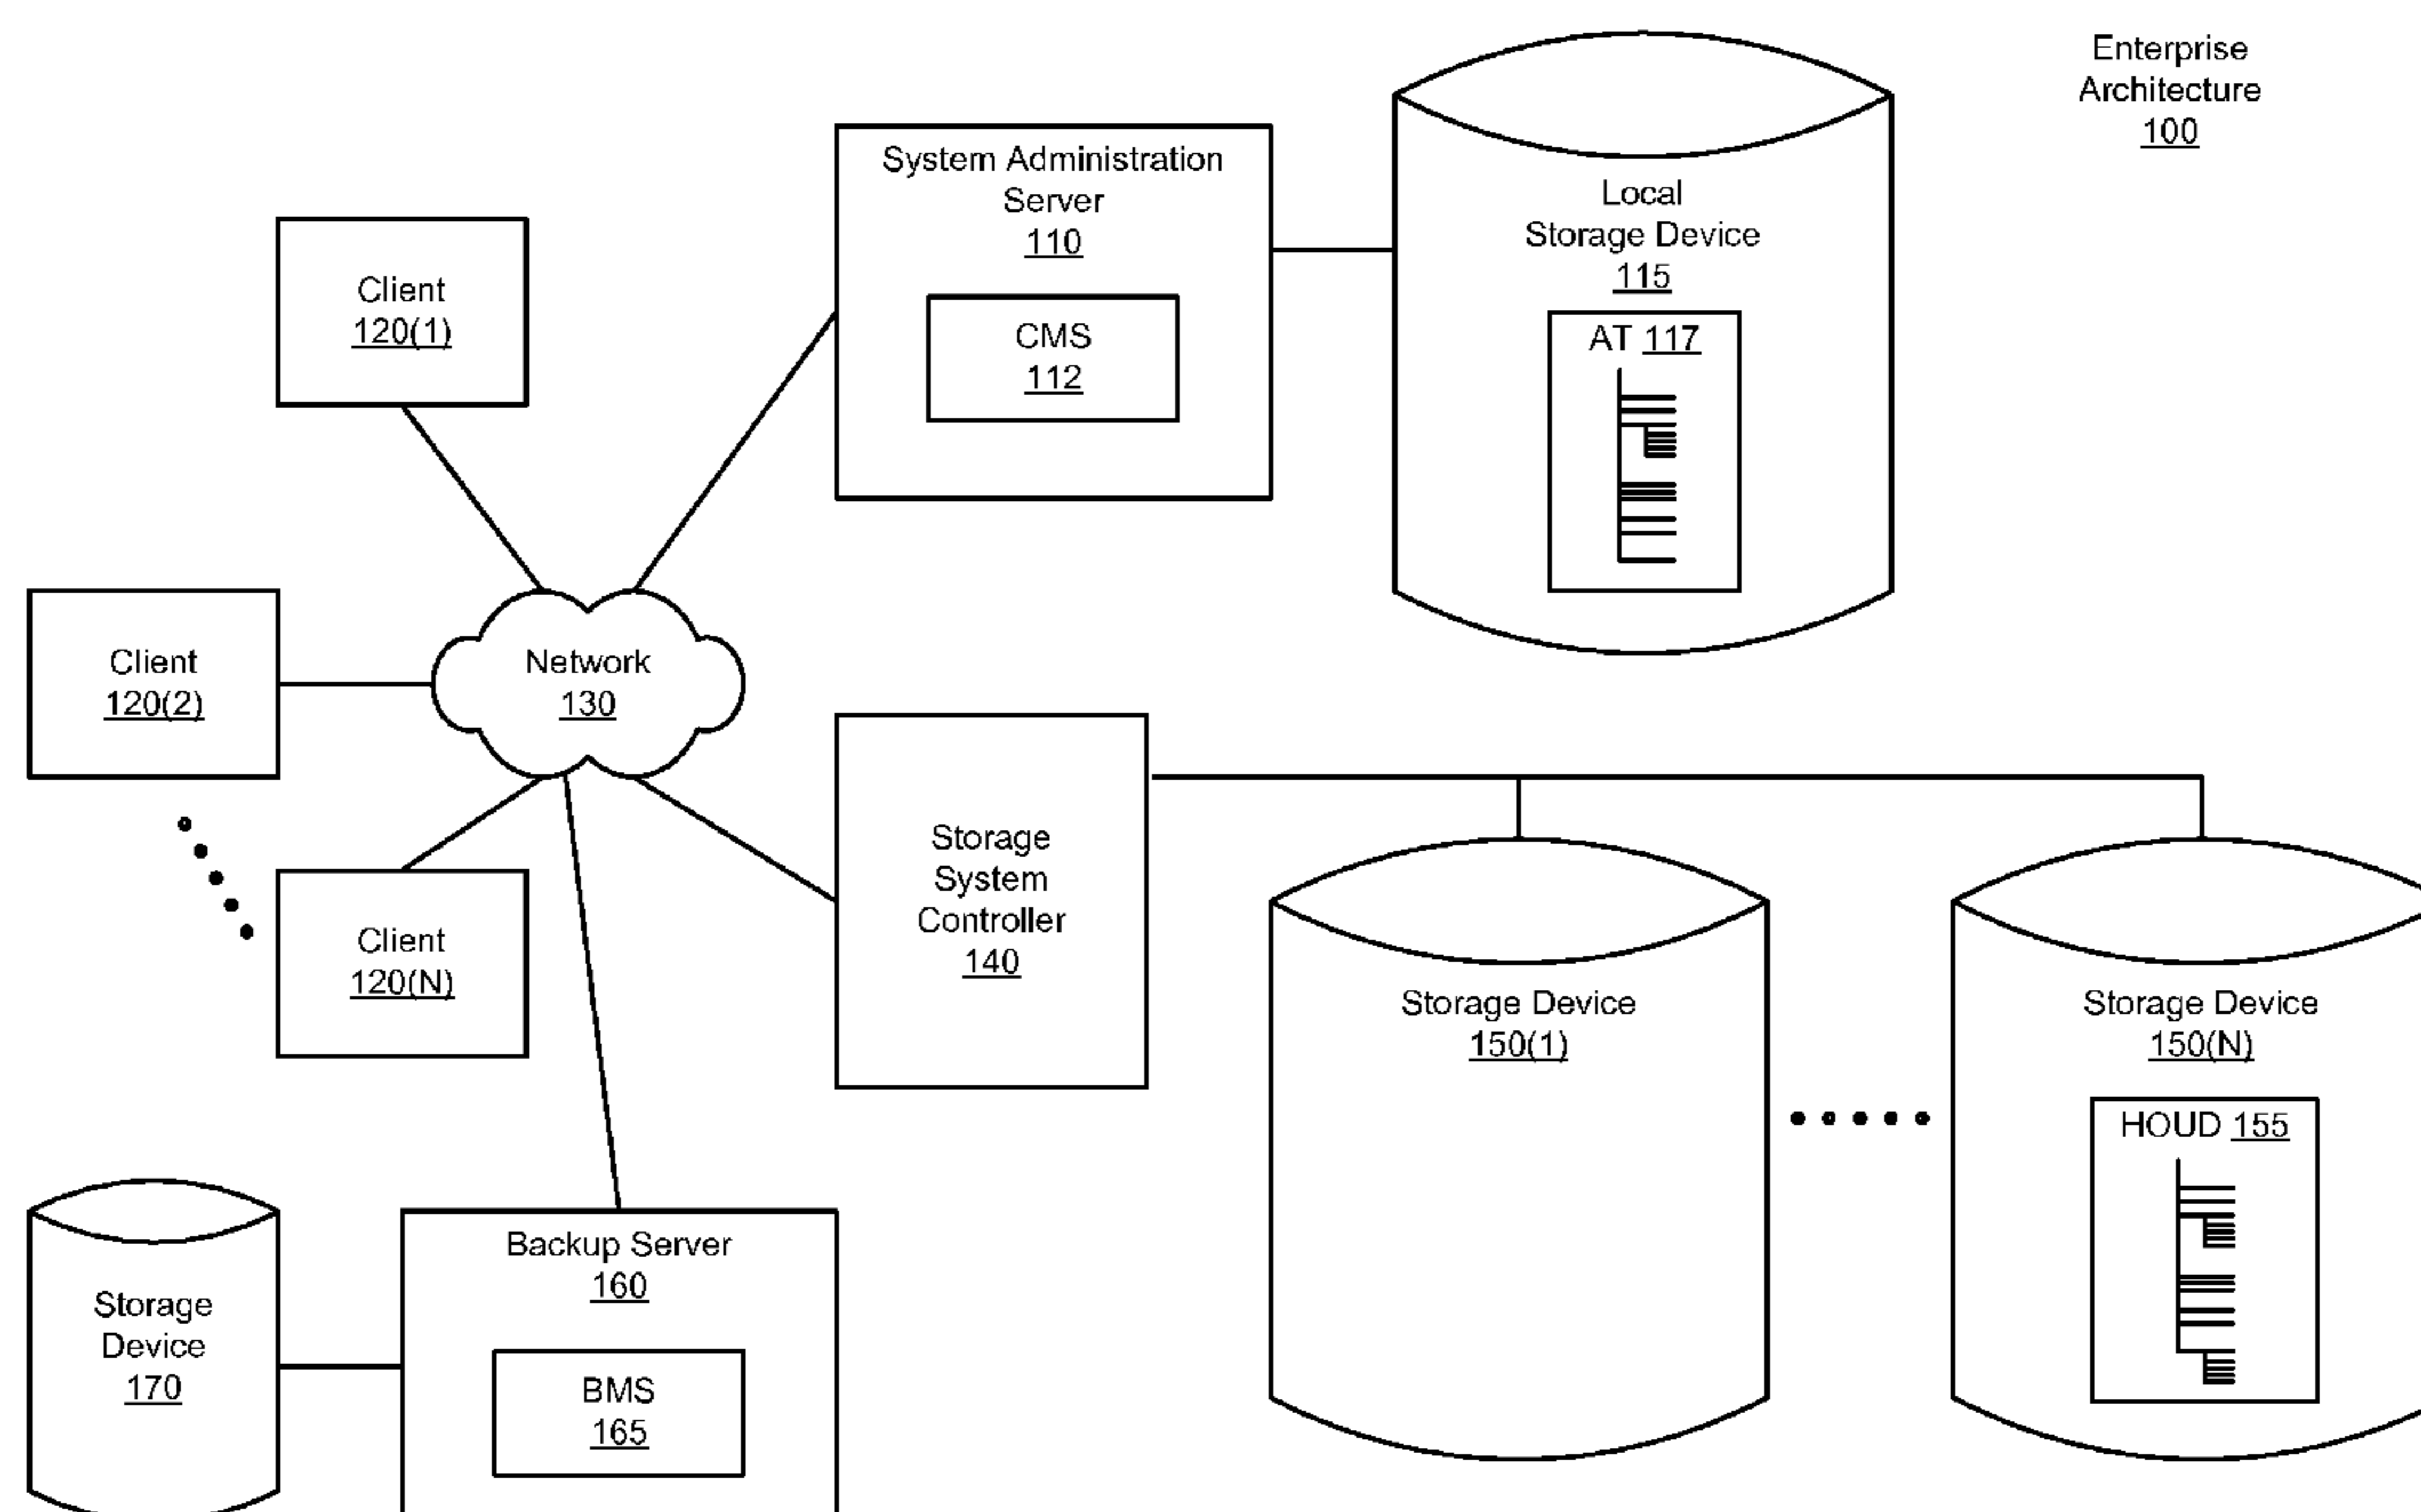 Enterprise
Architecture
100
System Administration
Server
110
CMS
112
Local
Storage Device
115
AT 117
Client
120(1)
Client
120(2)
Network
130
Client
120(N)
Storage
System
Controller
140
Storage Device
150(1)
Storage Device
150(N)
HOUD 155
Backup Server
160
BMS
165
Storage
Device
170